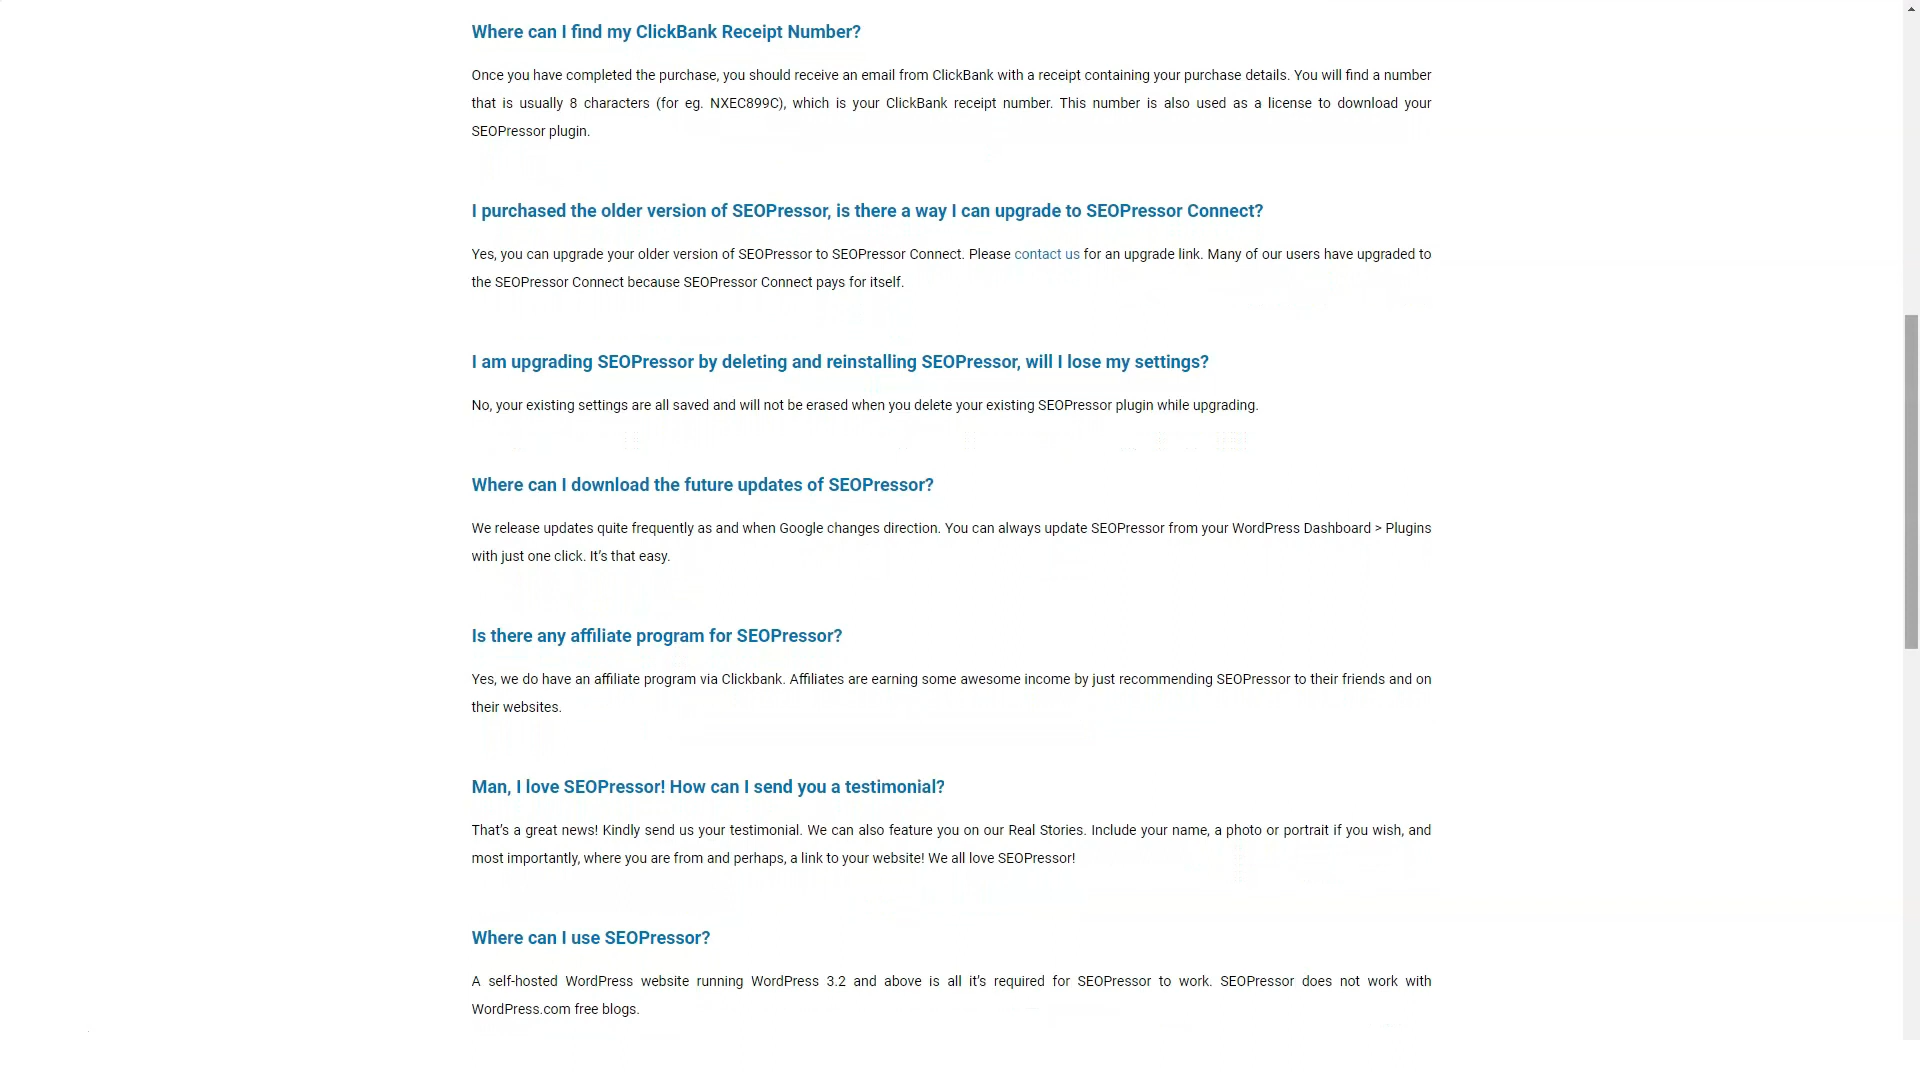 Where can I find my ClickBank Receipt Number?
Once you have completed the purchase, you should receive an email from ClickBank with a receipt containing your purchase details. You will find a number
that is usually 8 characters (for eg. NXEC899C), which is your ClickBank receipt number. This number is also used as a license to download your
SEOPressor plugin.
I purchased the older version of SEOPressor, is there a way I can upgrade to SEOPressor Connect?
Yes, you can upgrade your older version of SEOPressor to SEOPressor Connect. Please contact us for an upgrade link. Many of our users have upgraded to
the SEOPressor Connect because SEOPressor Connect pays for itself.
I am upgrading SEOPressor by deleting and reinstalling SEOPressor, will I lose my settings?
No, your existing settings are all saved and will not be erased when you delete your existing SEOPressor plugin while upgrading.
Where can I download the future updates of SEOPressor?
We release updates quite frequently as and when Google changes direction. You can always update SEOPressor from your WordPress Dashboard > Plugins
with just one click. It’s that easy.
Is there any affiliate program for SEOPressor?
Yes, we do have an affiliate program via Clickbank. Affiliates are earning some awesome income by just recommending SEOPressor to their friends and on
their websites.
Man, I love SEOPressor! How can I send you a testimonial?
That’s a great news! Kindly send us your testimonial. We can also feature you on our Real Stories. Include your name, a photo or portrait if you wish, and
most importantly, where you are from and perhaps, a link to your website! We all love SEOPressor!
Where can I use SEOPressor?
A self-hosted WordPress website running WordPress 3.2 and above is all it’s required for SEOPressor to work. SEOPressor does not work with
WordPress.com free blogs.